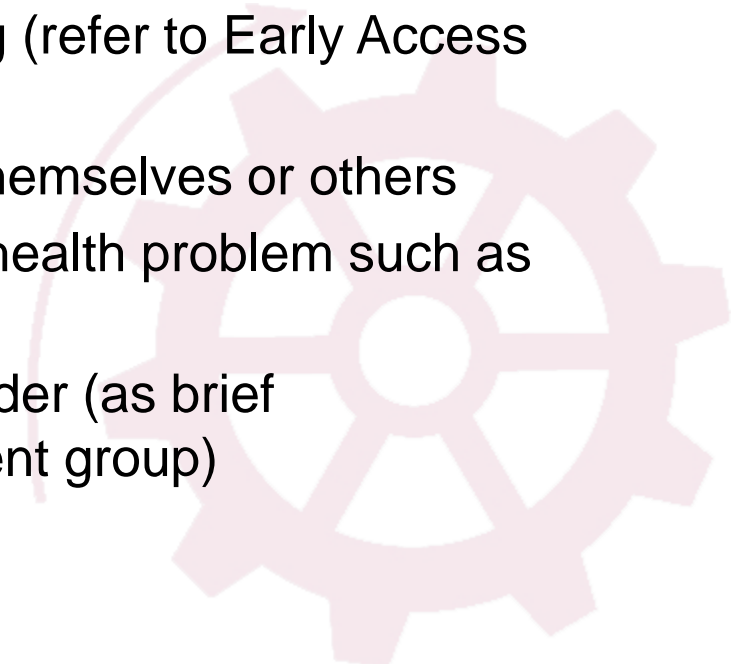 (refer to Early Access
hemselves or others
health problem such as
der (as brief
ent group)